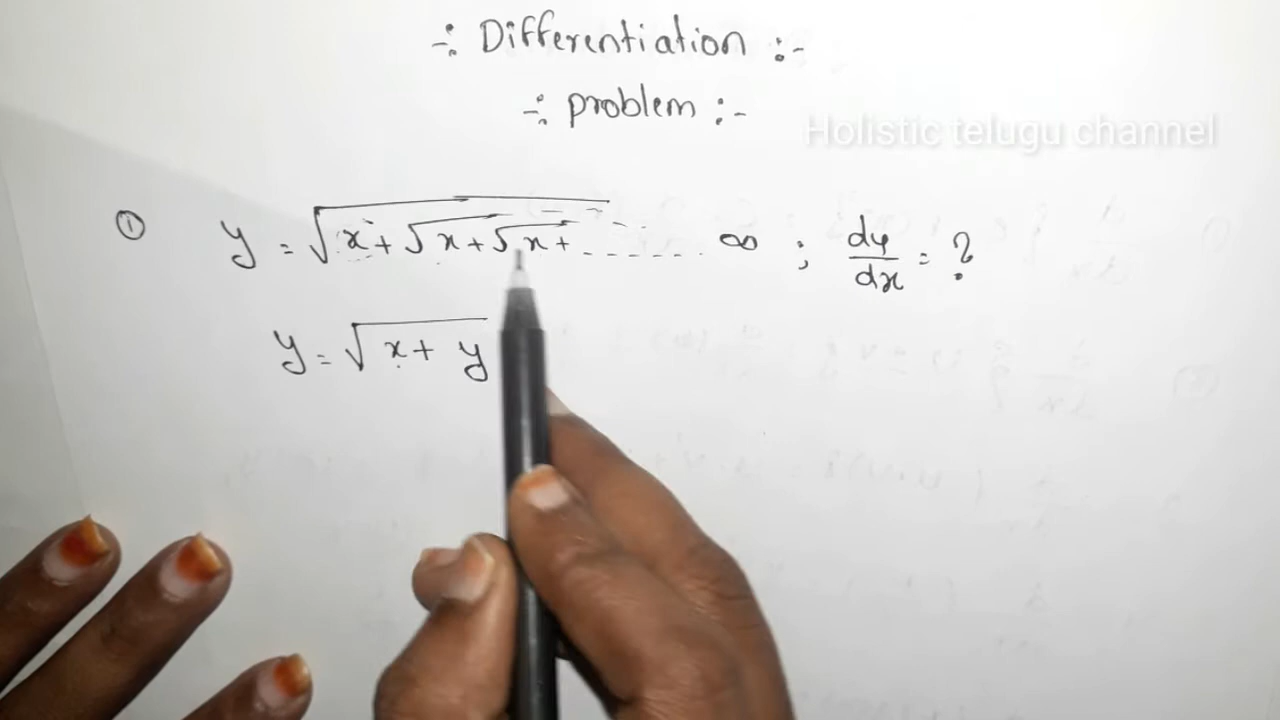 -: Differentiation :-
-: problem :-
Holistic telugu channel
① y = √x + √x + √x + ------- ∞ ; dy/dx = ?
y = √x + y